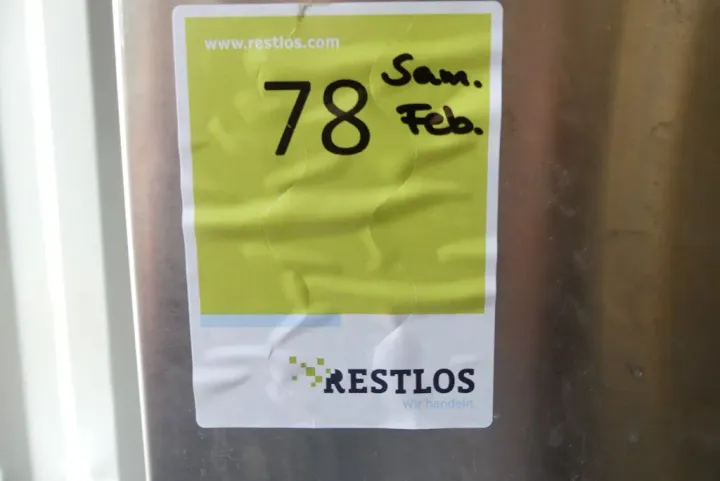 www.restlos.com
78 Sam.
Feb.
RESTLOS
Wir handeln.